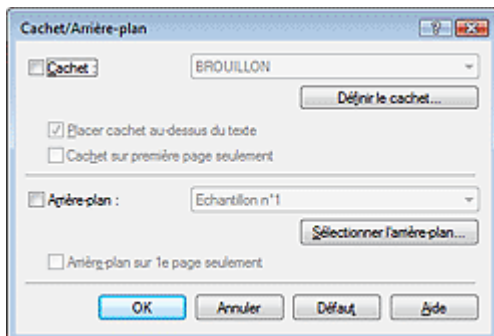 Cachet/Arrière-plan
Cachet : BROUILLON
Définir le cachet...
Placer cachet au-dessus du texte
Cachet sur première page seulement
Arrière-plan : Echantillon n°1
Sélectionner l'arrière-plan...
Arrière-plan sur 1e page seulement
OK Annuler Défaut Aide